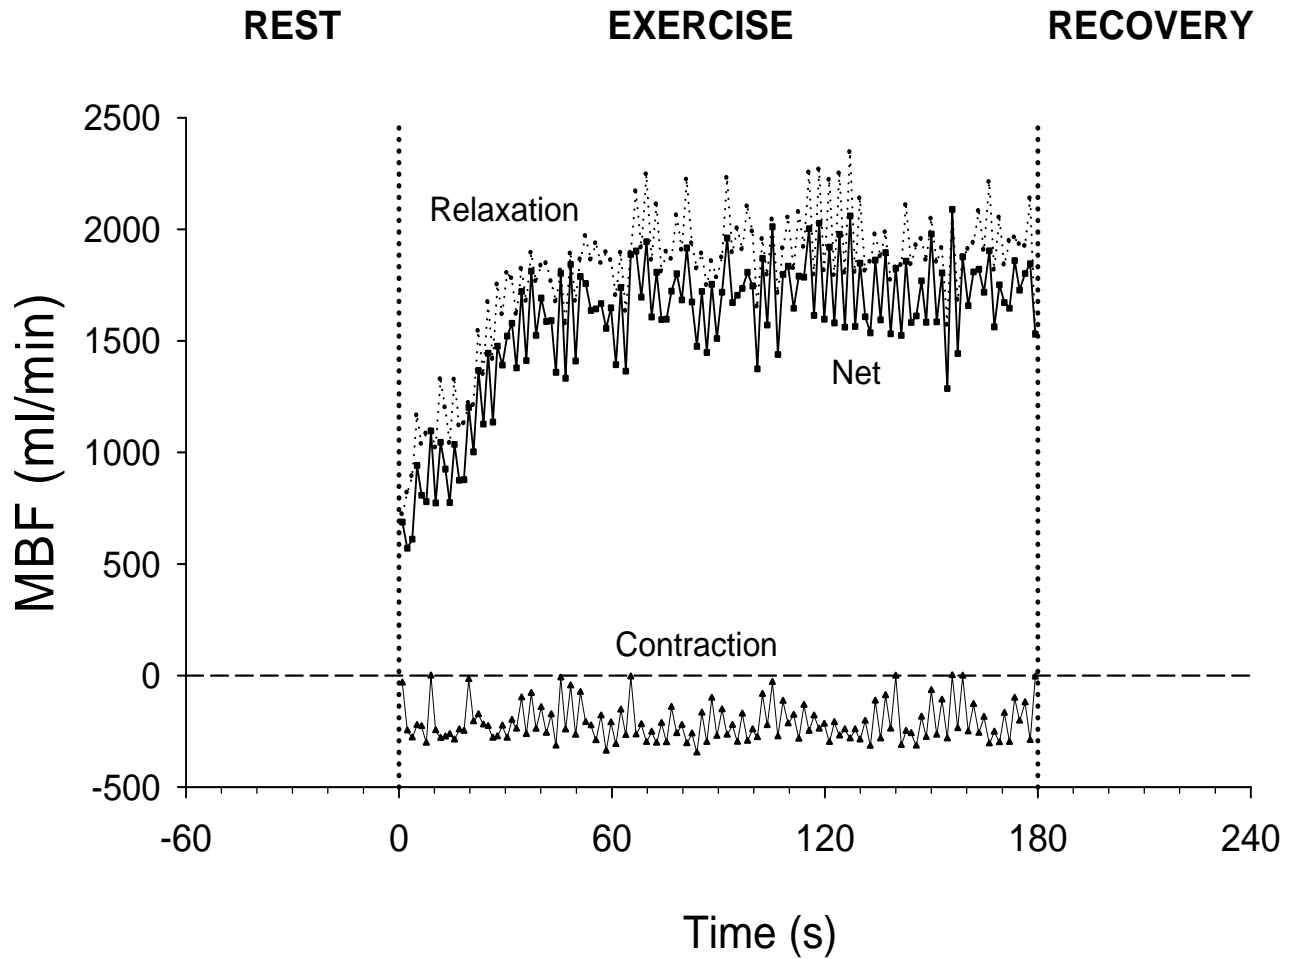 REST EXERCISE RECOVERY
2500
Relaxation
2000
1500
Net
1000
500
Contraction
0
-500
-60 0 60 120 180 240
MBF (ml/min)
Time (s)